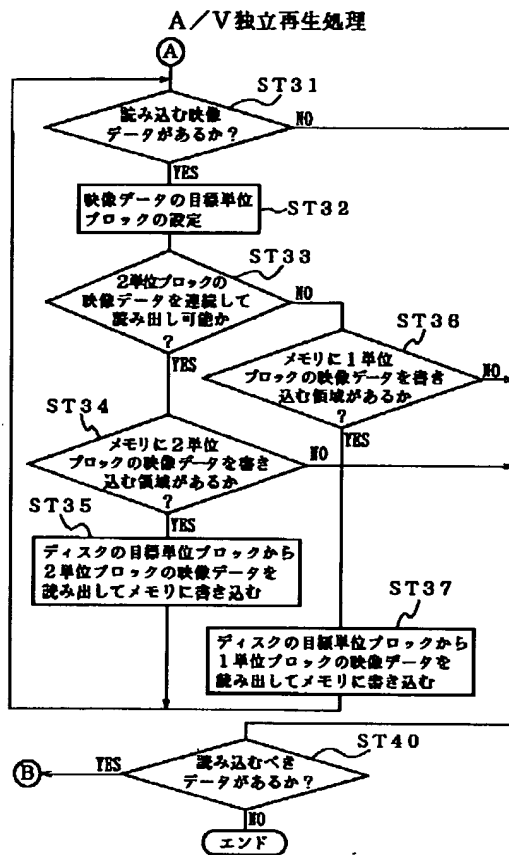 A/V独立再生処理
A
ST31
読み込む映像
データがあるか?
NO
YES
映像データの目標単位
ブロックの設定
ST32
ST33
2単位ブロックの
映像データを連続して
読み出し可能か
?
NO
YES
ST36
メモリに1単位
ブロックの映像データを書き
込む領域があるか
?
NO
YES
ST34
メモリに2単位
ブロックの映像データを書き
込む領域があるか
?
NO
YES
ST35
ディスクの目標単位ブロックから
2単位ブロックの映像データを
読み出してメモリに書き込む
ST37
ディスクの目標単位ブロックから
1単位ブロックの映像データを
読み出してメモリに書き込む
ST40
読み込むべき
データがあるか?
YES
B
NO
エンド